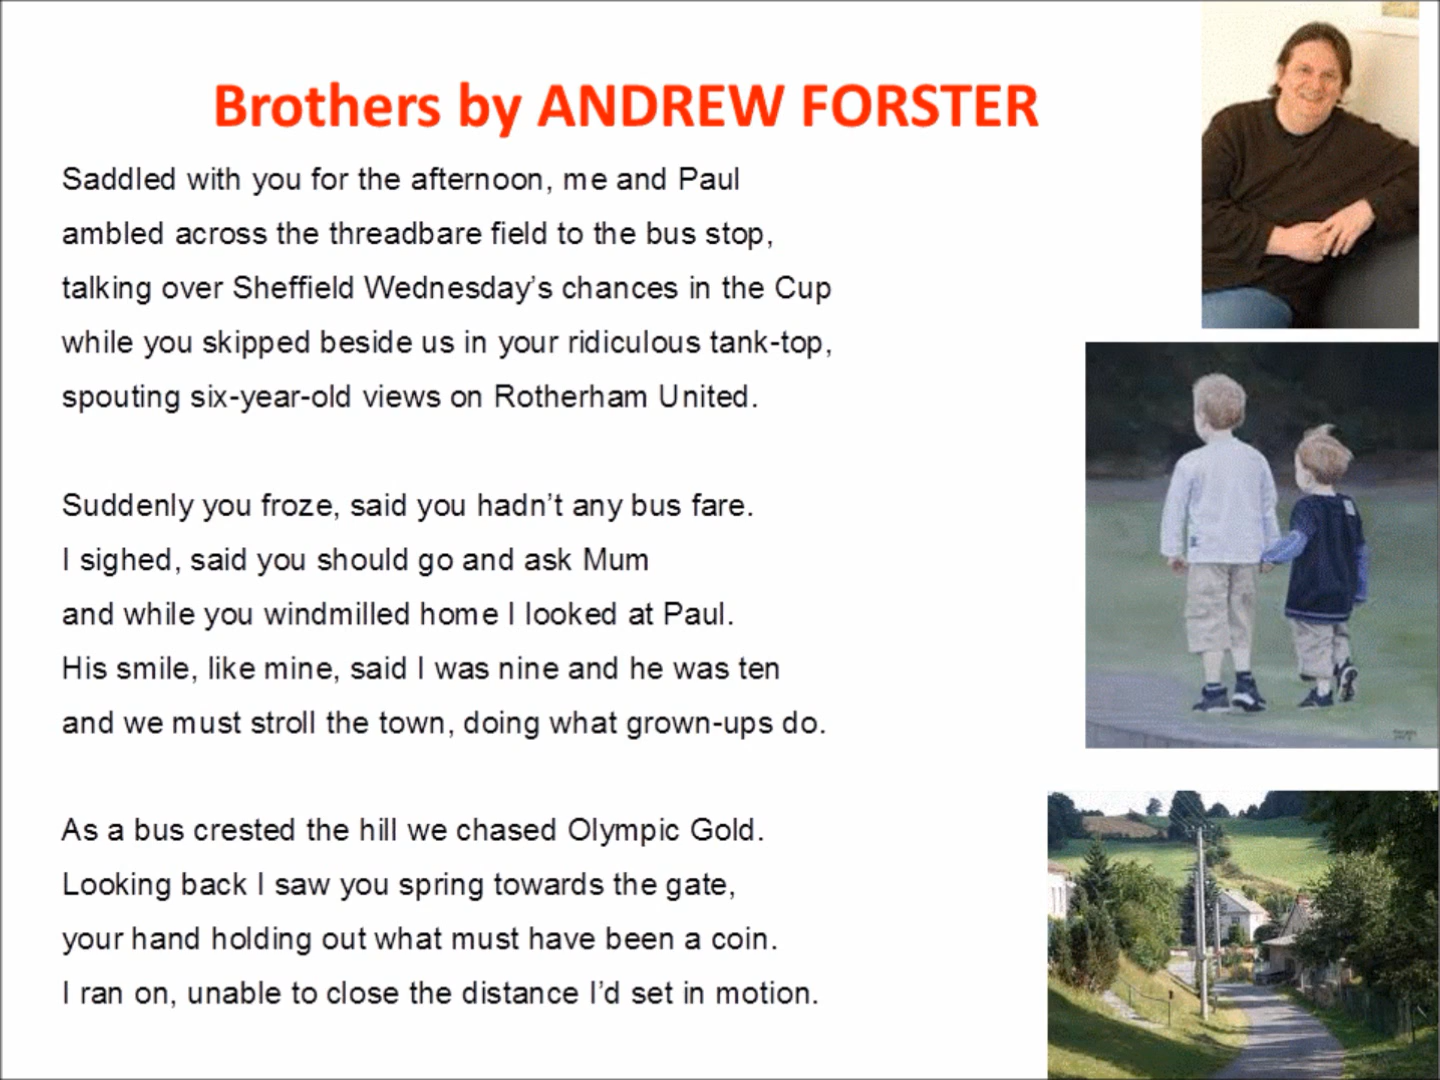 Brothers by ANDREW FORSTER
Saddled with you for the afternoon, me and Paul
ambled across the threadbare field to the bus stop,
talking over Sheffield Wednesday’s chances in the Cup
while you skipped beside us in your ridiculous tank-top,
spouting six-year-old views on Rotherham United.
Suddenly you froze, said you hadn’t any bus fare.
I sighed, said you should go and ask Mum
and while you windmilled home I looked at Paul.
His smile, like mine, said I was nine and he was ten
and we must stroll the town, doing what grown-ups do.
As a bus crested the hill we chased Olympic Gold.
Looking back I saw you spring towards the gate,
your hand holding out what must have been a coin.
I ran on, unable to close the distance I’d set in motion.